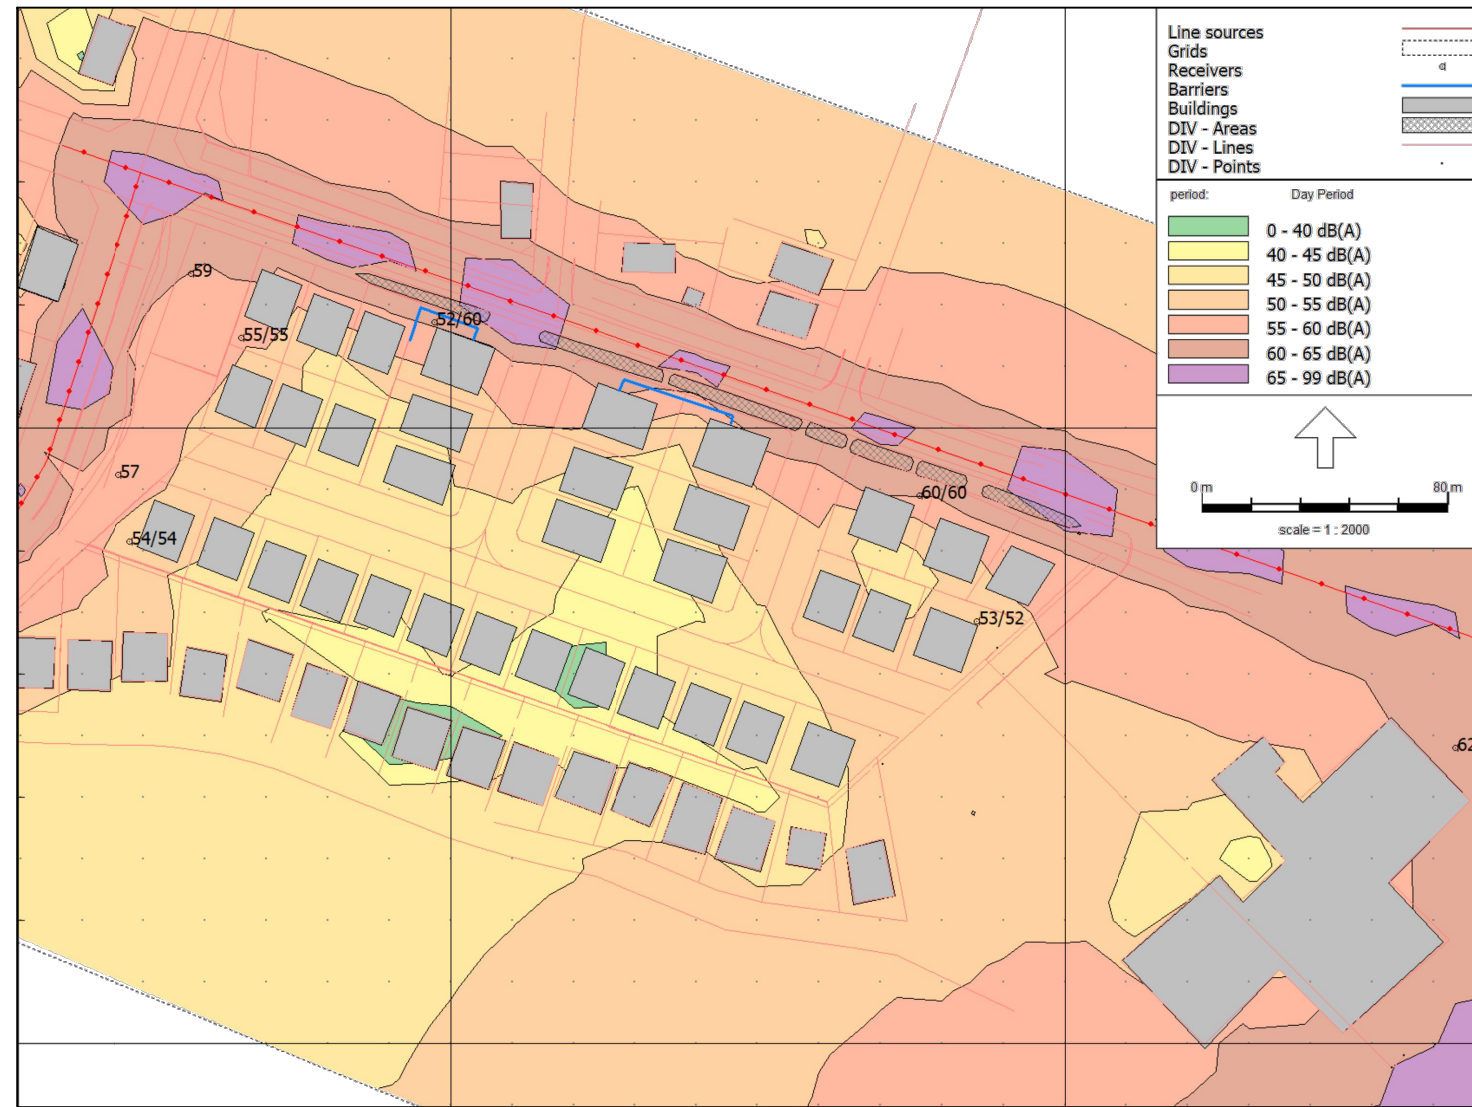 Line sources
Grids
Receivers
Barriers
Buildings
DIV - Areas
DIV - Lines
DIV - Points
period: Day Period
0 - 40 dB(A)
40 - 45 dB(A)
45 - 50 dB(A)
50 - 55 dB(A)
55 - 60 dB(A)
60 - 65 dB(A)
65 - 99 dB(A)
0 m 80 m
scale = 1 : 2000
59
52/60
55/55
57
60/60
54/54
53/52
62